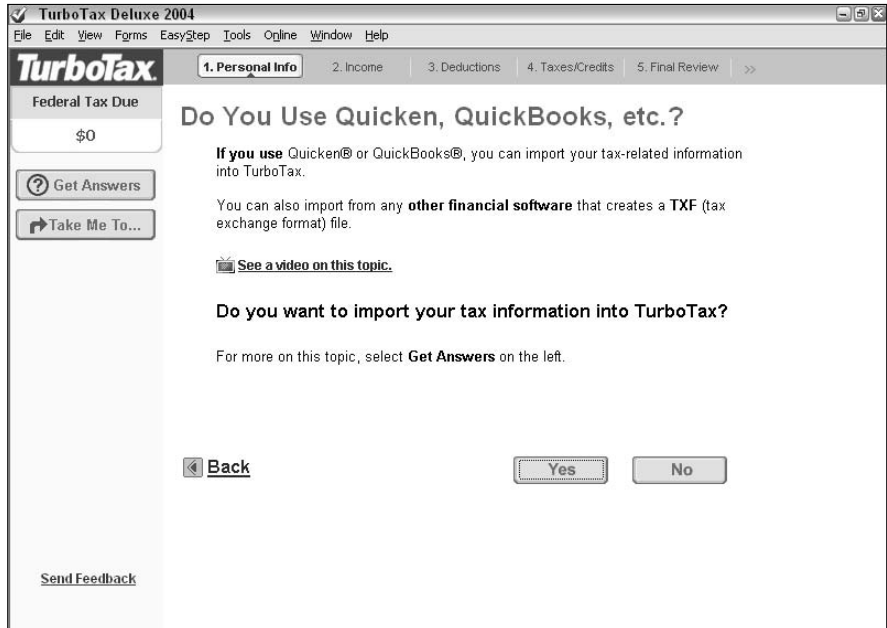 TurboTax Deluxe 2004
File Edit View Forms EasyStep Tools Online Window Help
TurboTax.
1. Personal Info 2. Income 3. Deductions 4. Taxes/Credits 5. Final Review >>
Federal Tax Due
$0
Get Answers
Take Me To...
Do You Use Quicken, QuickBooks, etc.?
If you use Quicken® or QuickBooks®, you can import your tax-related information
into TurboTax.
You can also import from any other financial software that creates a TXF (tax
exchange format) file.
See a video on this topic.
Do you want to import your tax information into TurboTax?
For more on this topic, select Get Answers on the left.
Back
Yes No
Send Feedback